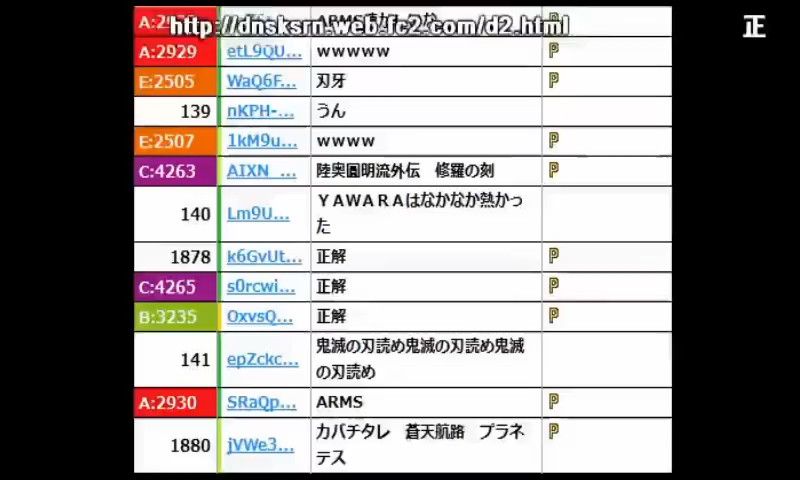 http://dnsksrn.web.fc2.com/d2.html
正
A:2929 etL9QU... wwwww P
E:2505 WaQ6F... 刃牙 P
139 nKPH-... うん
E:2507 1kM9u... wwww P
C:4263 AIXN_... 陸奥圓明流外伝 修羅の刻 P
140 Lm9U... YAWARAはなかなか熱かっ
た
1878 k6GvUt... 正解 P
C:4265 s0rcwi... 正解 P
B:3235 OxvsQ... 正解 P
141 epZckc... 鬼滅の刃読め鬼滅の刃読め鬼滅
の刃読め
A:2930 SRaQp... ARMS P
1880 jVWe3... カバチタレ 蒼天航路 プラネ P
テス